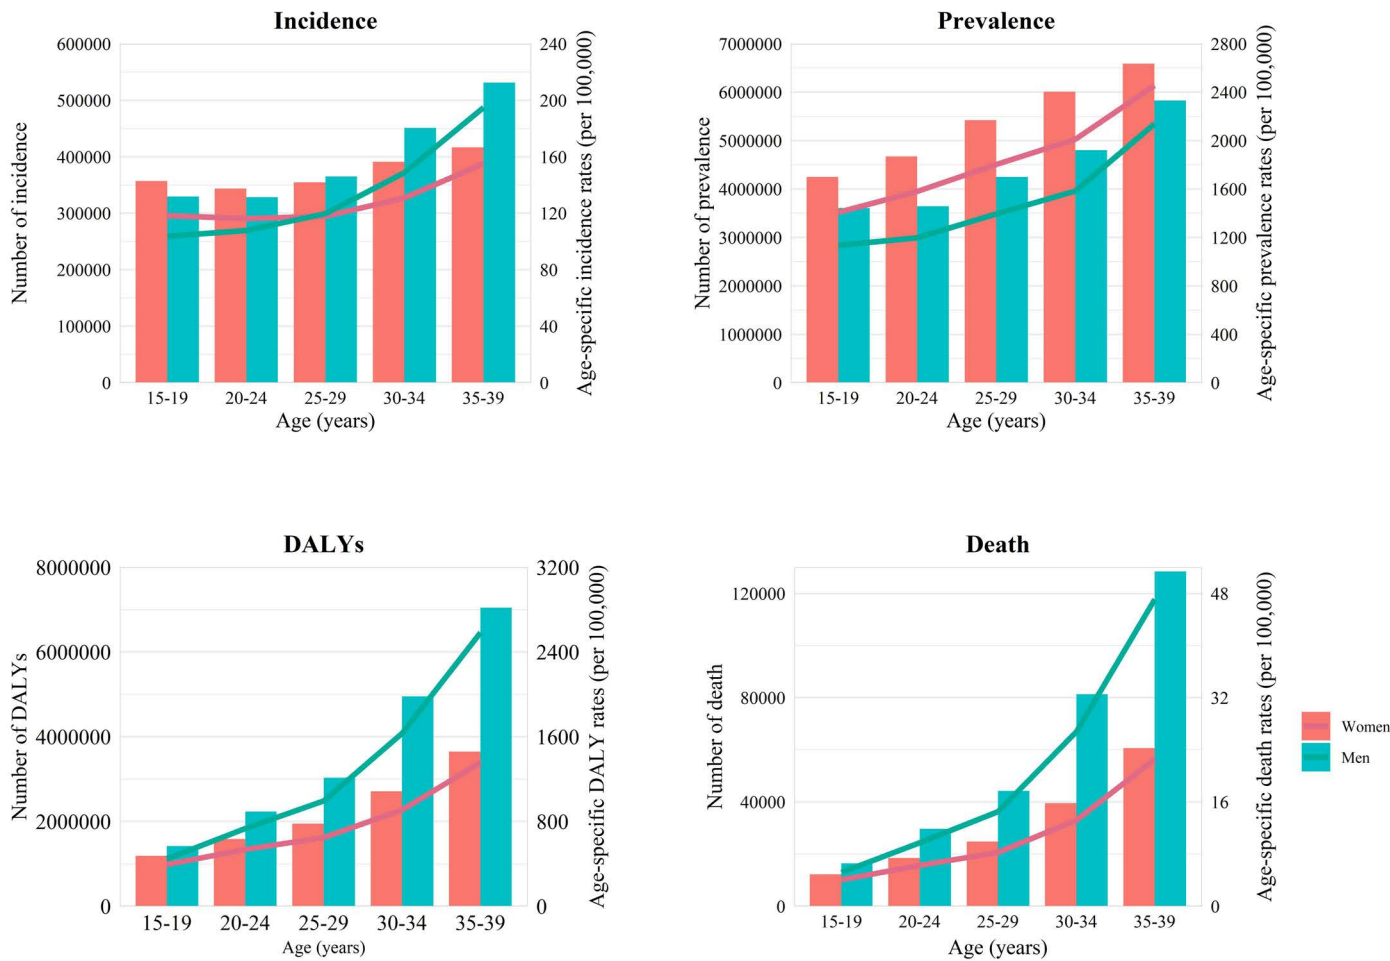 Incidence
Number of incidence
600000
500000
400000
300000
200000
100000
0
240
200
160
120
80
40
0
Age-specific incidence rates (per 100,000)
15-19 20-24 25-29 30-34 35-39
Age (years)
Prevalence
Number of prevalence
7000000
6000000
5000000
4000000
3000000
2000000
1000000
0
2800
2400
2000
1600
1200
800
400
0
Age-specific prevalence rates (per 100,000)
15-19 20-24 25-29 30-34 35-39
Age (years)
DALYs
Number of DALYs
8000000
6000000
4000000
2000000
0
3200
2400
1600
800
0
Age-specific DALY rates (per 100,000)
15-19 20-24 25-29 30-34 35-39
Age (years)
Death
Number of death
120000
80000
40000
0
48
32
16
0
Age-specific death rates (per 100,000)
15-19 20-24 25-29 30-34 35-39
Age (years)
Women
Men